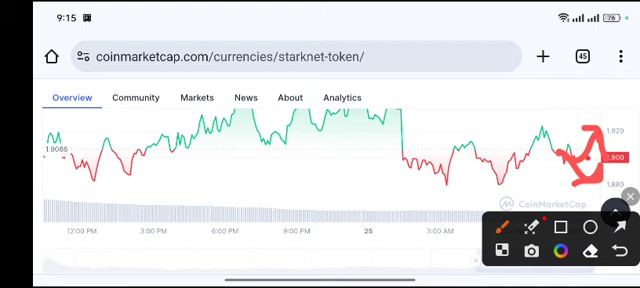 9:15
76
coinmarketcap.com/currencies/starknet-token/
45
Overview Community Markets News About Analytics
1.920
1.9066
1.900
1.880
CoinMarketCap
12:00 PM 3:00 PM 6:00 PM 9:00 PM 25 3:00 AM